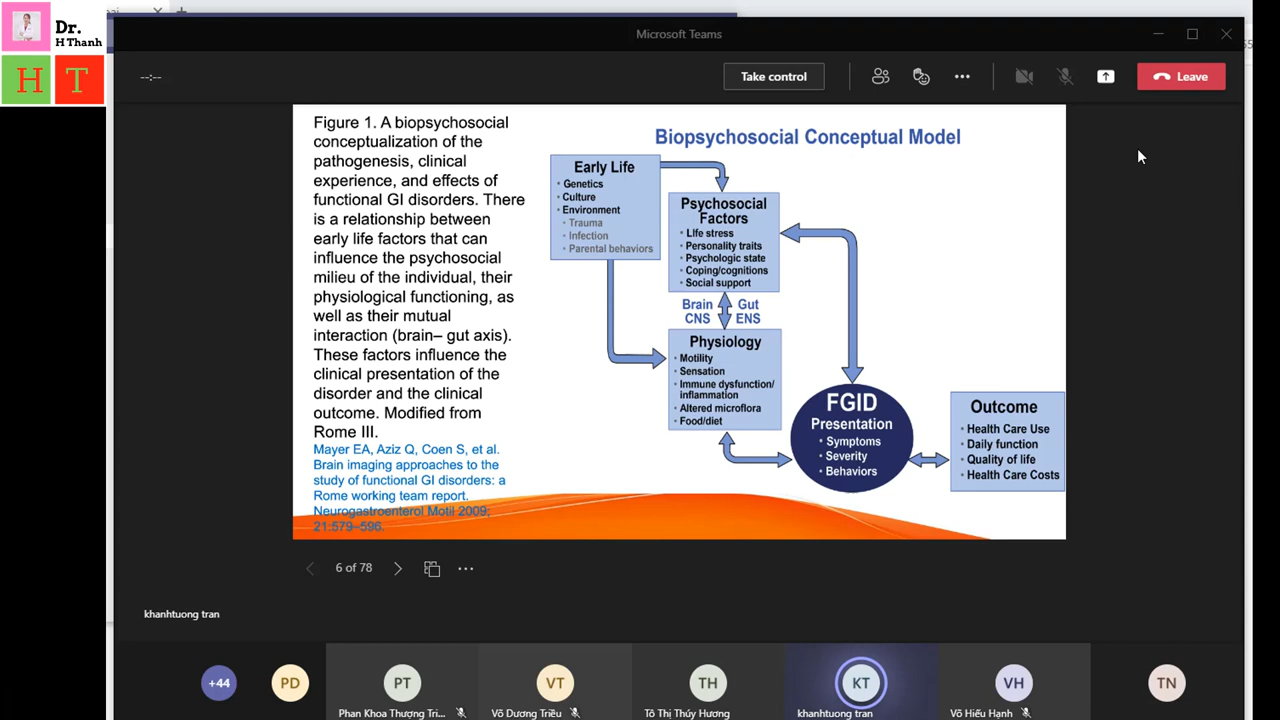 Dr.
H Thanh
H T
Microsoft Teams
--:--
Take control
Leave
Figure 1. A biopsychosocial
conceptualization of the
pathogenesis, clinical
experience, and effects of
functional GI disorders. There
is a relationship between
early life factors that can
influence the psychosocial
milieu of the individual, their
physiological functioning, as
well as their mutual
interaction (brain– gut axis).
These factors influence the
clinical presentation of the
disorder and the clinical
outcome. Modified from
Rome III.
Mayer EA, Aziz Q, Coen S, et al.
Brain imaging approaches to the
study of functional GI disorders: a
Rome working team report.
Neurogastroenterol Motil 2009;
21:579–596.
Biopsychosocial Conceptual Model
Early Life
• Genetics
• Culture
• Environment
• Trauma
• Infection
• Parental behaviors
Psychosocial
Factors
• Life stress
• Personality traits
• Psychologic state
• Coping/cognitions
• Social support
Brain Gut
CNS ENS
Physiology
• Motility
• Sensation
• Immune dysfunction/
inflammation
• Altered microflora
• Food/diet
FGID
Presentation
• Symptoms
• Severity
• Behaviors
Outcome
• Health Care Use
• Daily function
• Quality of life
• Health Care Costs
6 of 78
khanhtuong tran
+44
PD
PT
VT
TH
KT
VH
TN
Phan Khoa Thượng Tri...
Võ Dương Triều
Tô Thị Thúy Hương
khanhtuong tran
Võ Hiếu Hạnh